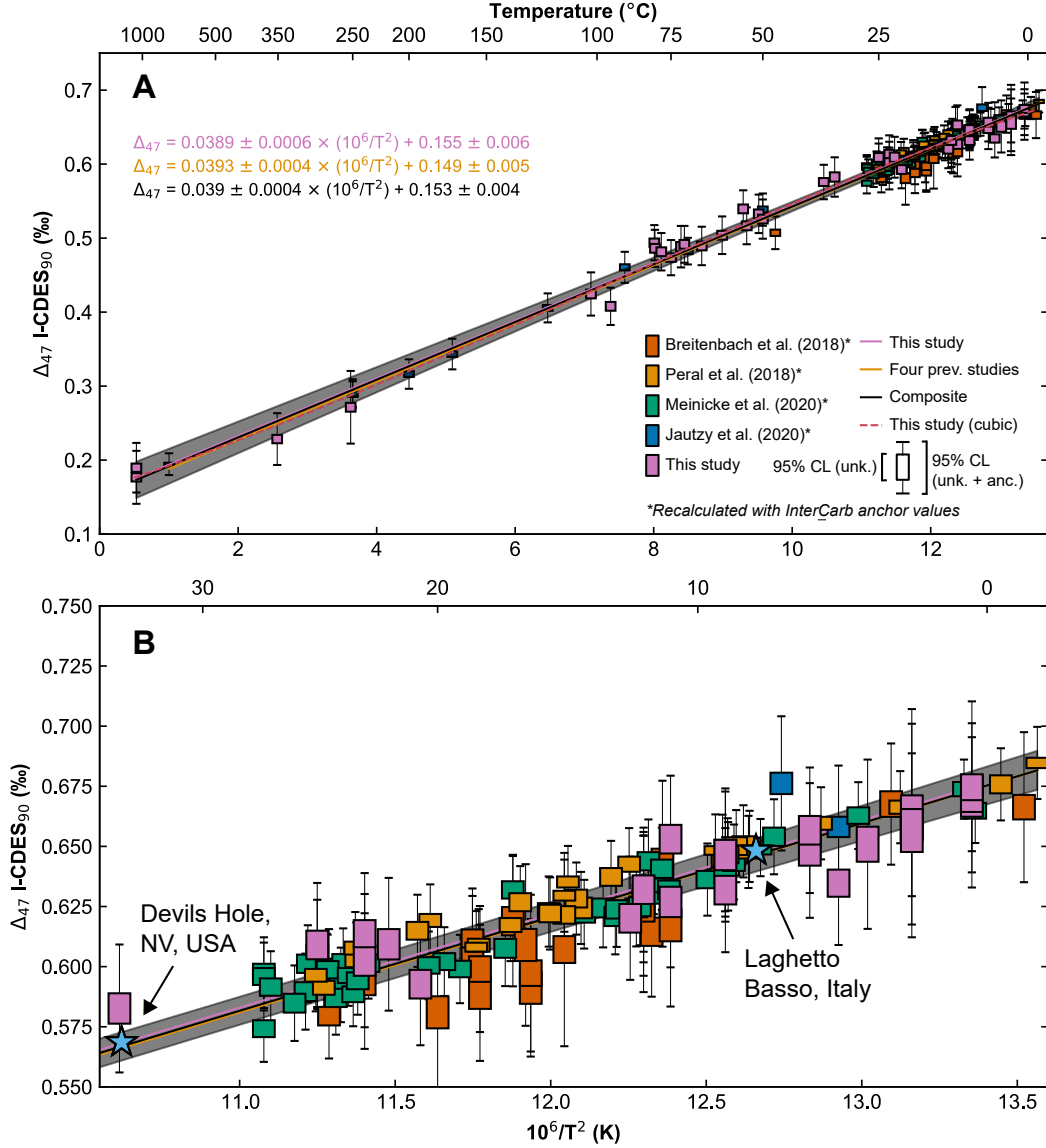 Temperature (°C)
1000 500 350 250 200 150 100 75 50 25 0
A
0.7
Δ47 = 0.0389 ± 0.0006 × (10⁶/T²) + 0.155 ± 0.006
Δ47 = 0.0393 ± 0.0004 × (10⁶/T²) + 0.149 ± 0.005
Δ47 = 0.039 ± 0.0004 × (10⁶/T²) + 0.153 ± 0.004
0.6
0.5
0.4
0.3
0.2
0.1
Δ47 I-CDES90 (‰)
Breitenbach et al. (2018)*
Peral et al. (2018)*
Meinicke et al. (2020)*
Jautzy et al. (2020)*
This study
This study
Four prev. studies
Composite
This study (cubic)
95% CL (unk.)
95% CL
(unk. + anc.)
*Recalculated with InterCarb anchor values
0 2 4 6 8 10 12
30 20 10 0
B
0.750
0.725
0.700
0.675
0.650
0.625
0.600
0.575
0.550
Δ47 I-CDES90 (‰)
Devils Hole,
NV, USA
Laghetto
Basso, Italy
11.0 11.5 12.0 12.5 13.0 13.5
10⁶/T² (K)